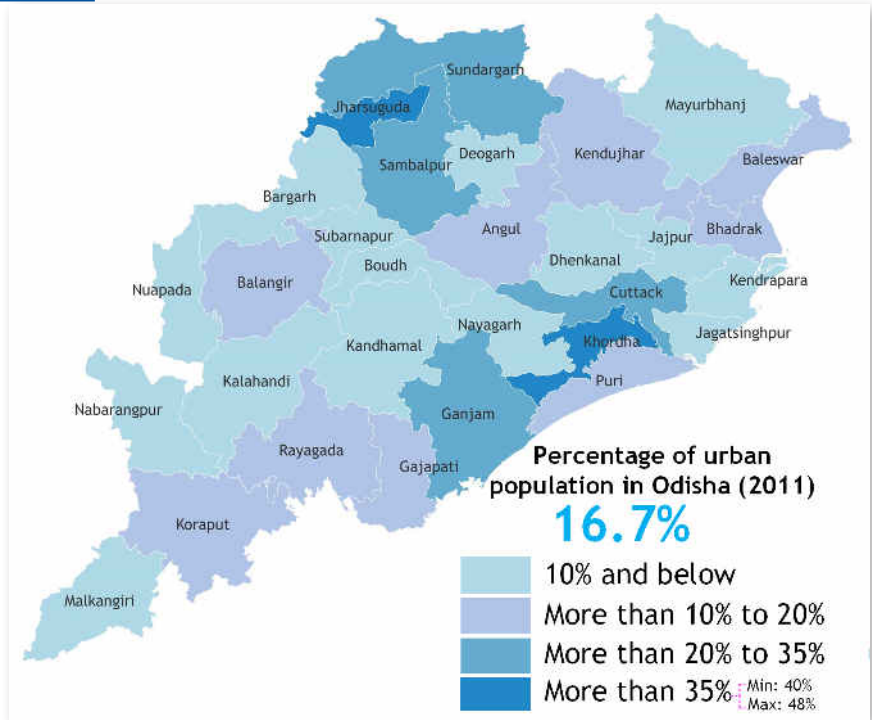 Sundargarh
Jharsuguda
Mayurbhanj
Deogarh
Kendujhar
Baleswar
Sambalpur
Bargarh
Angul
Bhadrak
Subarnapur
Jajpur
Boudh
Dhenkanal
Balangir
Kendrapara
Nuapada
Cuttack
Nayagarh
Jagatsinghpur
Kandhamal
Khordha
Kalahandi
Puri
Nabarangpur
Ganjam
Rayagada
Gajapati
Koraput
Malkangiri
Percentage of urban
population in Odisha (2011)
16.7%
10% and below
More than 10% to 20%
More than 20% to 35%
More than 35%
Min: 40%
Max: 48%